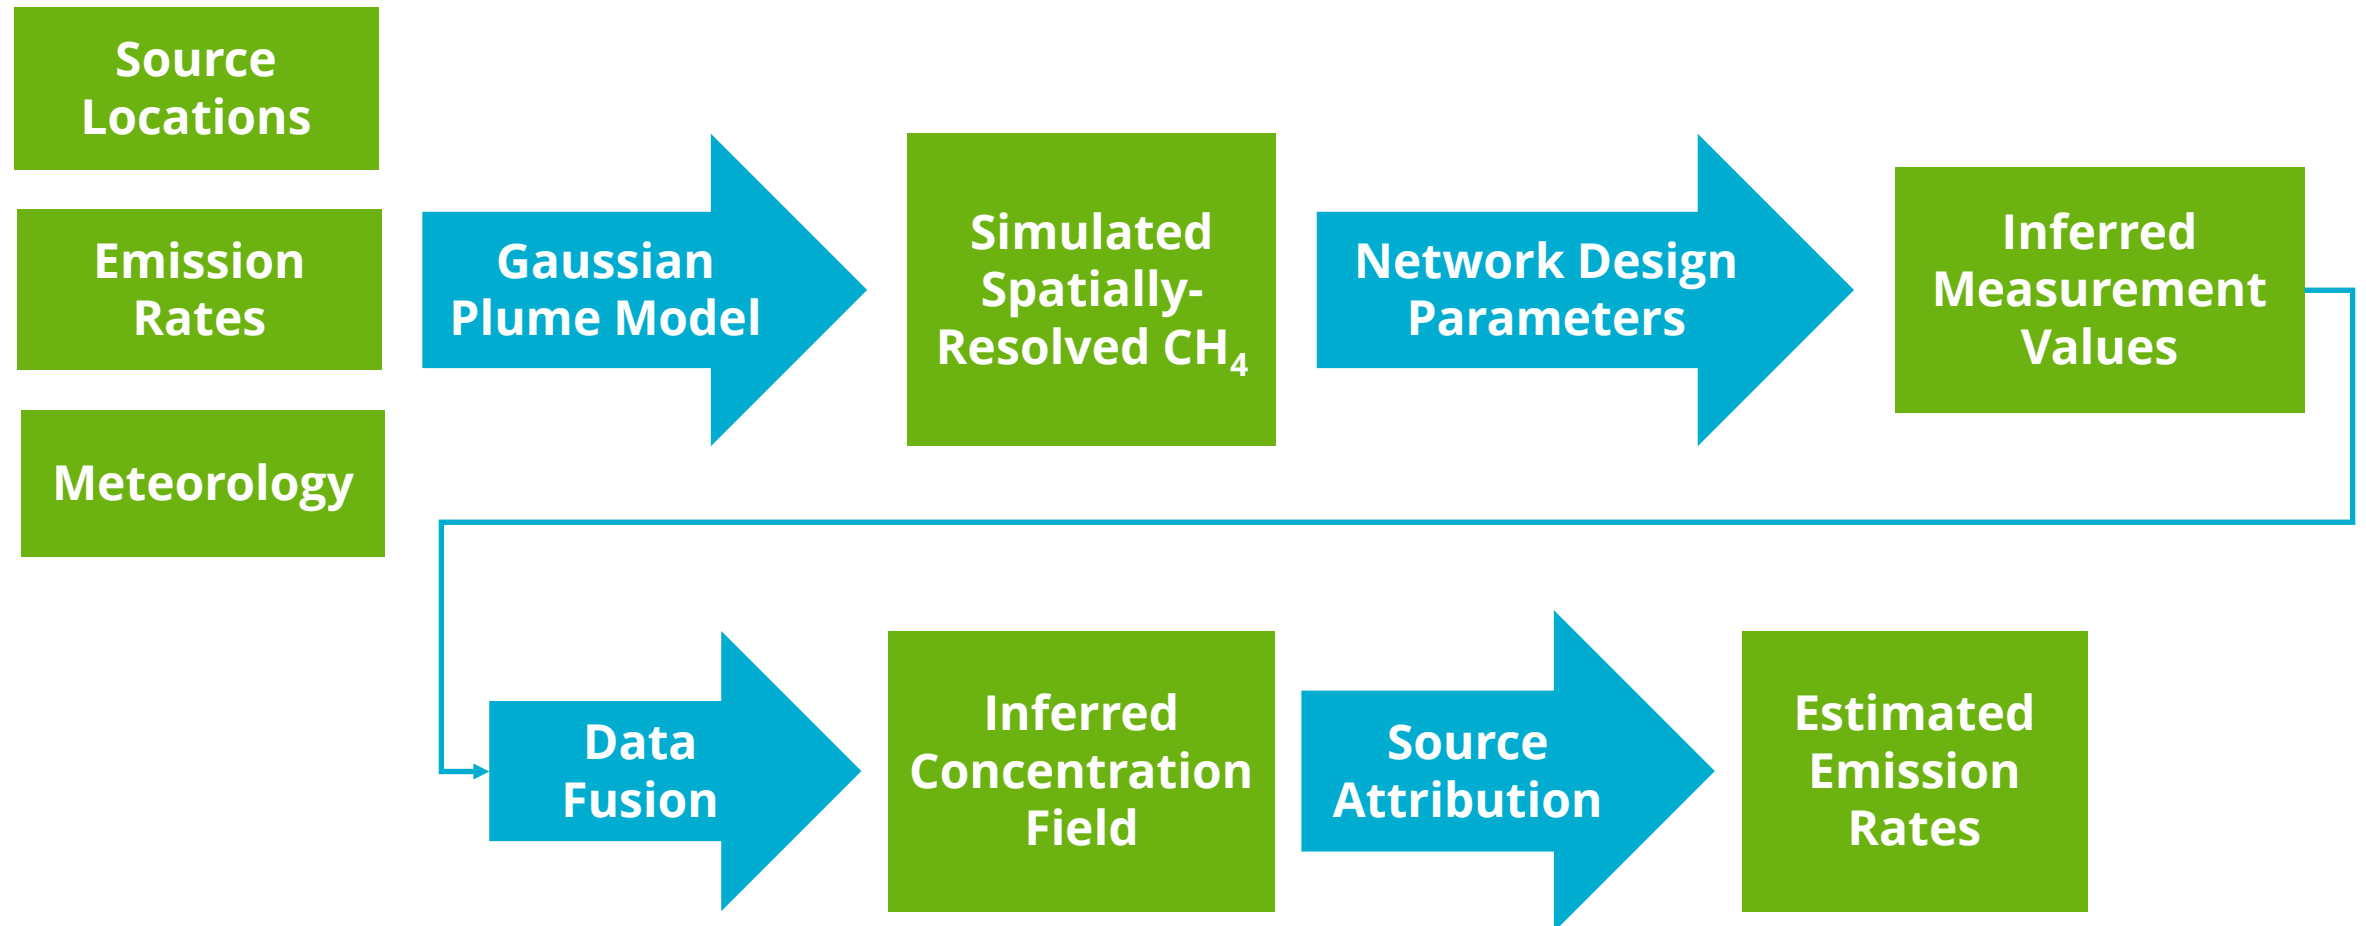 Source
Locations
Emission
Rates
Meteorology
Gaussian
Plume Model
Simulated
Spatially-
Resolved CH₄
Network Design
Parameters
Inferred
Measurement
Values
Data
Fusion
Inferred
Concentration
Field
Source
Attribution
Estimated
Emission
Rates